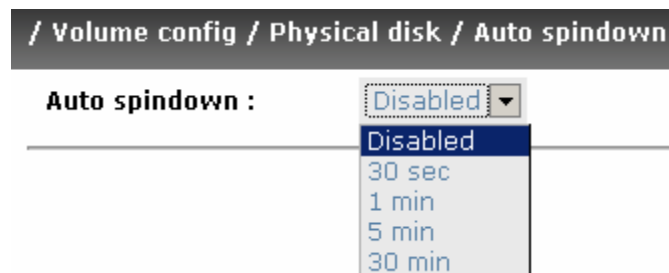 / Volume config / Physical disk / Auto spindown
Auto spindown : Disabled
Disabled
30 sec
1 min
5 min
30 min